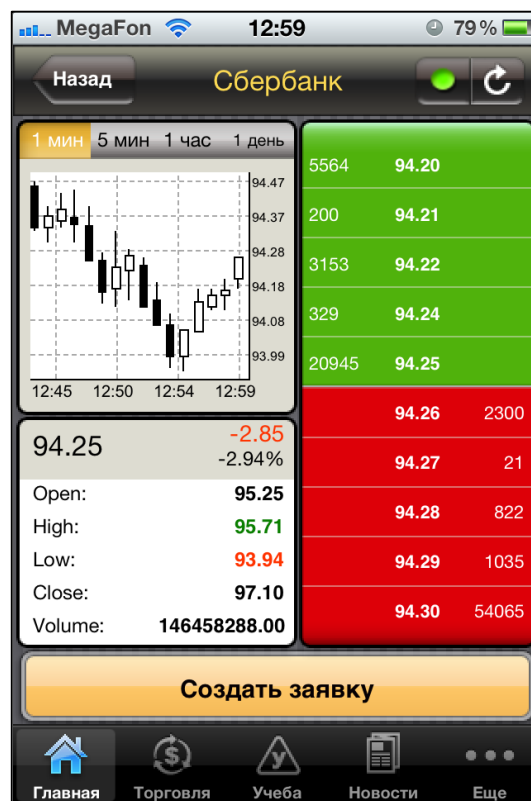 MegaFon 12:59 79 %
Назад Сбербанк
1 мин 5 мин 1 час 1 день
94.47
94.37
94.28
94.18
94.08
93.99
12:45 12:50 12:54 12:59
94.25 -2.85
-2.94%
Open: 95.25
High: 95.71
Low: 93.94
Close: 97.10
Volume: 146458288.00
5564 94.20
200 94.21
3153 94.22
329 94.24
20945 94.25
94.26 2300
94.27 21
94.28 822
94.29 1035
94.30 54065
Создать заявку
$ У
Главная Торговля Учеба Новости Еще